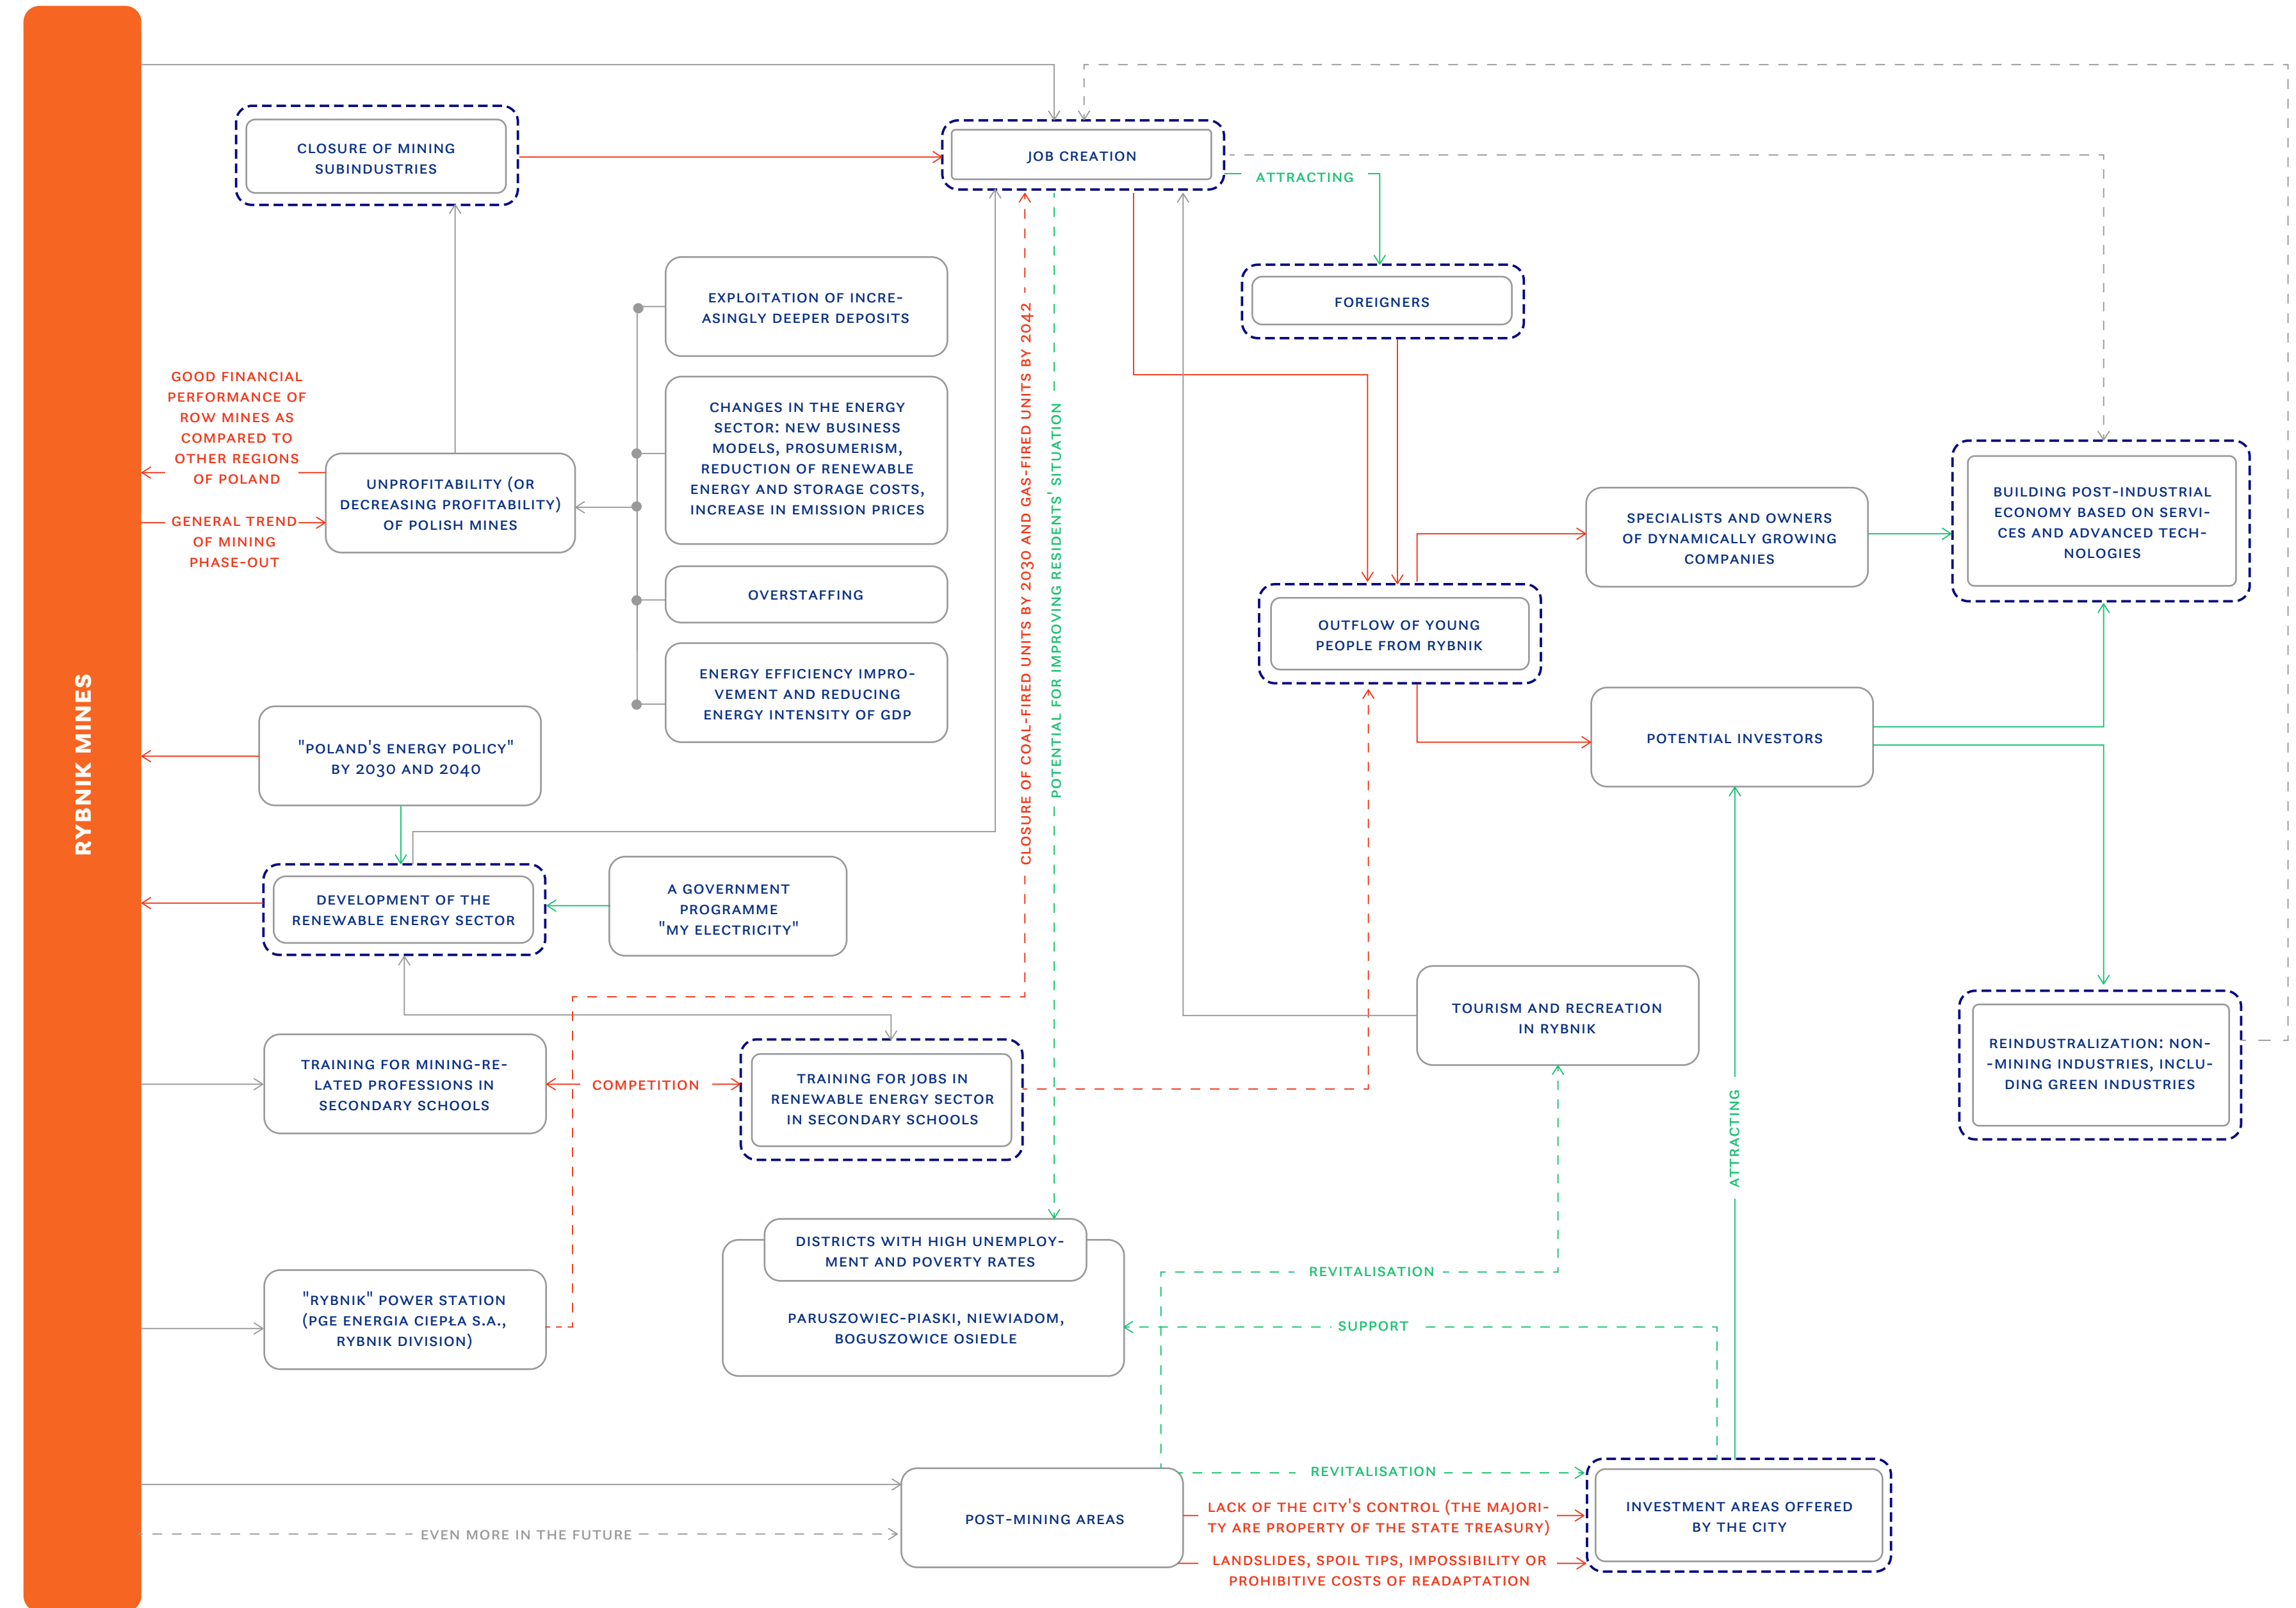 RYBNIK MINES
CLOSURE OF MINING
SUBINDUSTRIES
JOB CREATION
ATTRACTING
FOREIGNERS
EXPLOITATION OF INCRE-
ASINGLY DEEPER DEPOSITS
CHANGES IN THE ENERGY
SECTOR: NEW BUSINESS
MODELS, PROSUMERISM,
REDUCTION OF RENEWABLE
ENERGY AND STORAGE COSTS,
INCREASE IN EMISSION PRICES
OVERSTAFFING
ENERGY EFFICIENCY IMPRO-
VEMENT AND REDUCING
ENERGY INTENSITY OF GDP
GOOD FINANCIAL
PERFORMANCE OF
ROW MINES AS
COMPARED TO
OTHER REGIONS
OF POLAND
GENERAL TREND
OF MINING
PHASE-OUT
UNPROFITABILITY (OR
DECREASING PROFITABILITY)
OF POLISH MINES
CLOSURE OF COAL-FIRED UNITS BY 2030 AND GAS-FIRED UNITS BY 2042
POTENTIAL FOR IMPROVING RESIDENTS' SITUATION
SPECIALISTS AND OWNERS
OF DYNAMICALLY GROWING
COMPANIES
BUILDING POST-INDUSTRIAL
ECONOMY BASED ON SERVI-
CES AND ADVANCED TECH-
NOLOGIES
OUTFLOW OF YOUNG
PEOPLE FROM RYBNIK
POTENTIAL INVESTORS
"POLAND'S ENERGY POLICY"
BY 2030 AND 2040
DEVELOPMENT OF THE
RENEWABLE ENERGY SECTOR
A GOVERNMENT
PROGRAMME
"MY ELECTRICITY"
TOURISM AND RECREATION
IN RYBNIK
REINDUSTRALIZATION: NON-
-MINING INDUSTRIES, INCLU-
DING GREEN INDUSTRIES
TRAINING FOR MINING-RE-
LATED PROFESSIONS IN
SECONDARY SCHOOLS
COMPETITION
TRAINING FOR JOBS IN
RENEWABLE ENERGY SECTOR
IN SECONDARY SCHOOLS
ATTRACTING
DISTRICTS WITH HIGH UNEMPLOY-
MENT AND POVERTY RATES
PARUSZOWIEC-PIASKI, NIEWIADOM,
BOGUSZOWICE OSIEDLE
"RYBNIK" POWER STATION
(PGE ENERGIA CIEPŁA S.A.,
RYBNIK DIVISION)
REVITALISATION
SUPPORT
REVITALISATION
POST-MINING AREAS
EVEN MORE IN THE FUTURE
LACK OF THE CITY'S CONTROL (THE MAJORI-
TY ARE PROPERTY OF THE STATE TREASURY)
LANDSLIDES, SPOIL TIPS, IMPOSSIBILITY OR
PROHIBITIVE COSTS OF READAPTATION
INVESTMENT AREAS OFFERED
BY THE CITY